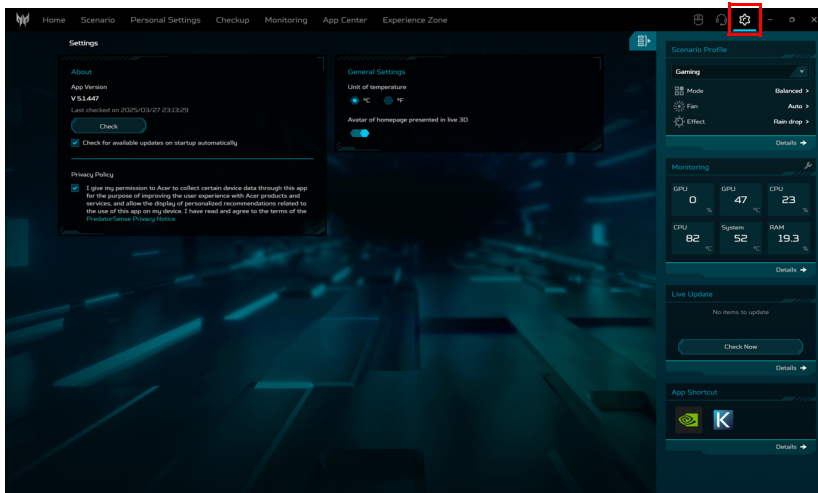 Home Scenario Personal Settings Checkup Monitoring App Center Experience Zone
Settings
About
App Version
V 5.1.447
Last checked on 2025/03/27 23:13:29
Check
Check for available updates on startup automatically
Privacy Policy
I give my permission to Acer to collect certain device data through this app
for the purpose of improving the user experience with Acer products and
services, and allow the display of personalized recommendations related to
the use of this app on my device. I have read and agree to the terms of the
PredatorSense Privacy Notice
General Settings
Unit of temperature
°C °F
Avatar of homepage presented in live 3D
Scenario Profile
Gaming
Mode Balanced >
Fan Auto >
Effect Rain drop >
Details
Monitoring
GPU GPU CPU
0 % 47 °C 23 %
CPU System RAM
82 °C 52 °C 19.3 %
Details
Live Update
No items to update
Check Now
Details
App Shortcut
K
Details